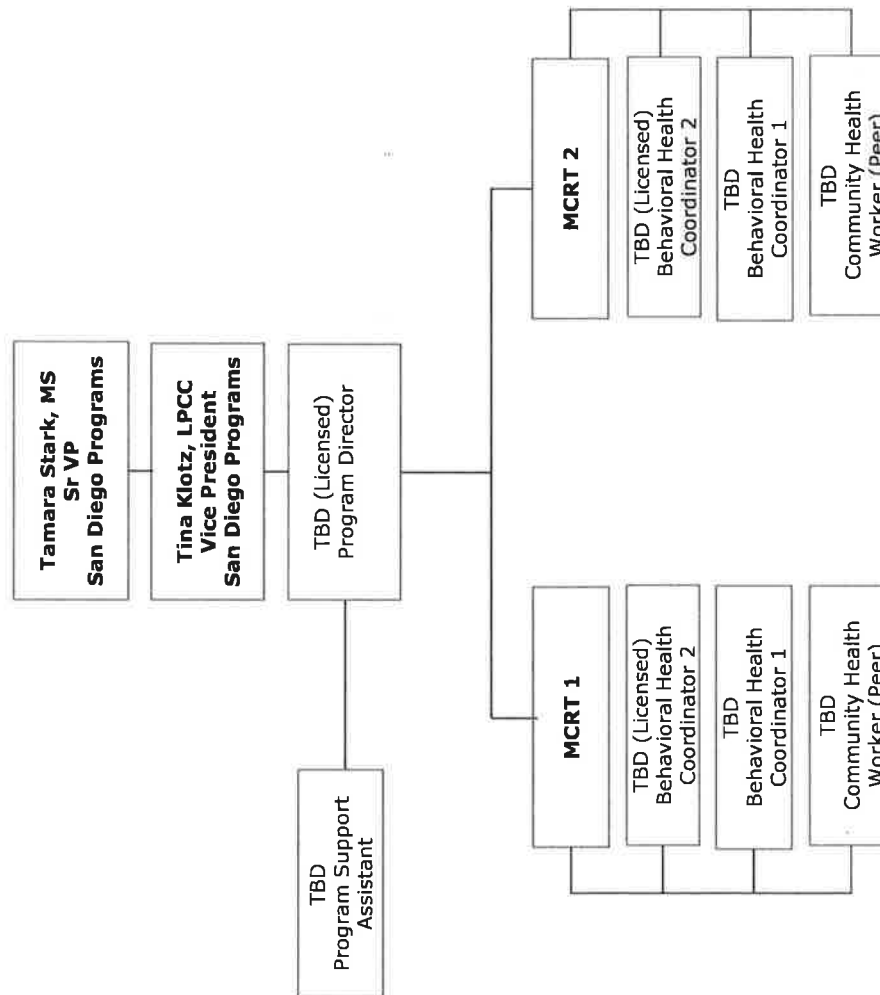 Tamara Stark, MS
Sr VP
San Diego Programs
Tina Klotz, LPCC
Vice President
San Diego Programs
TBD (Licensed)
Program Director
TBD
Program Support
Assistant
MCRT 1
TBD (Licensed)
Behavioral Health
Coordinator 2
TBD
Behavioral Health
Coordinator 1
TBD
Community Health
Worker (Peer)
MCRT 2
TBD (Licensed)
Behavioral Health
Coordinator 2
TBD
Behavioral Health
Coordinator 1
TBD
Community Health
Worker (Peer)